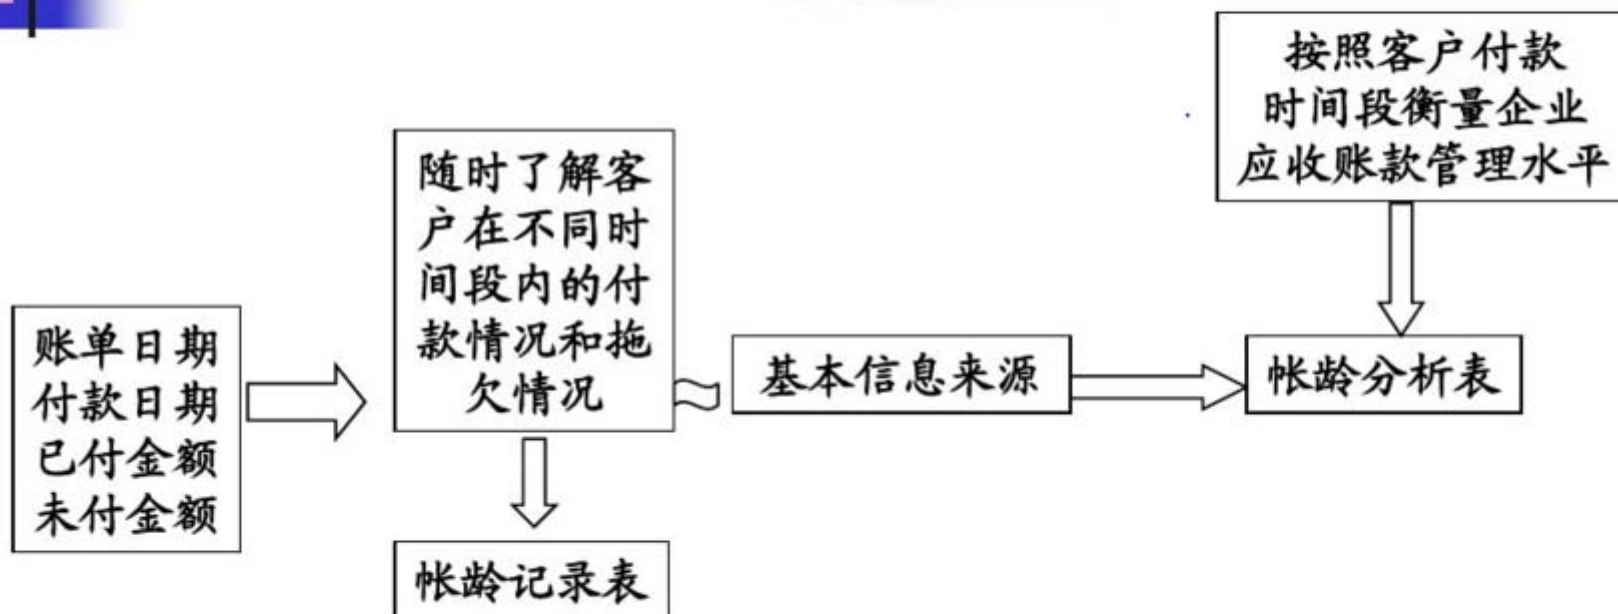 账单日期
付款日期
已付金额
未付金额
随时了解客
户在不同时
间段内的付
款情况和拖
欠情况
帐龄记录表
基本信息来源
按照客户付款
时间段衡量企业
应收账款管理水平
帐龄分析表